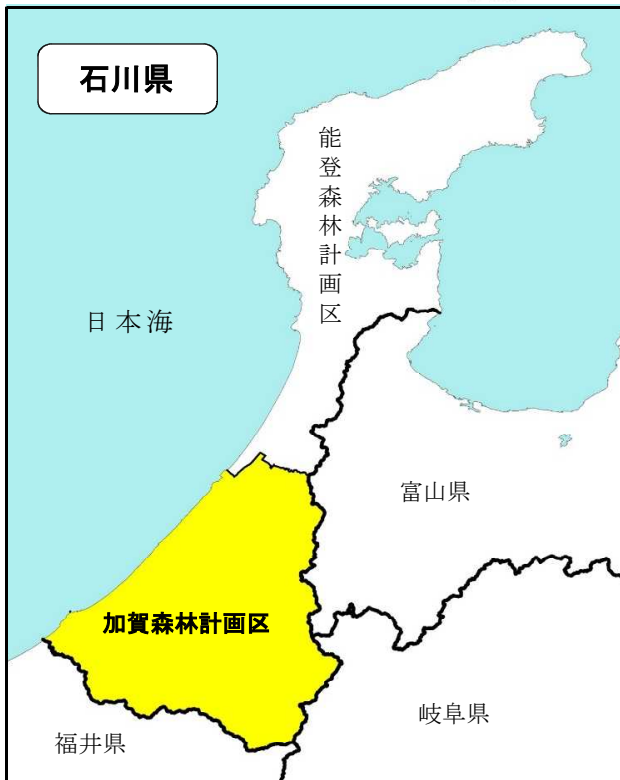 石川県
能登森林計画区
日本海
富山県
加賀森林計画区
岐阜県
福井県